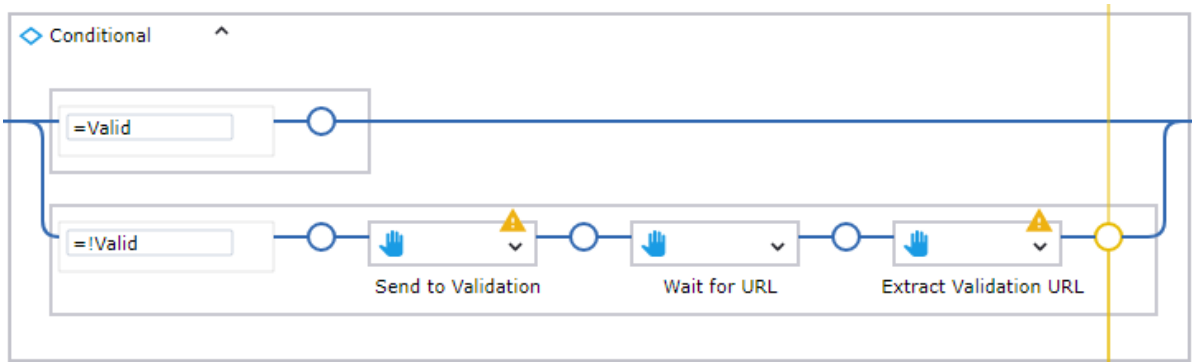 Conditional
=Valid
=!Valid
Send to Validation
Wait for URL
Extract Validation URL